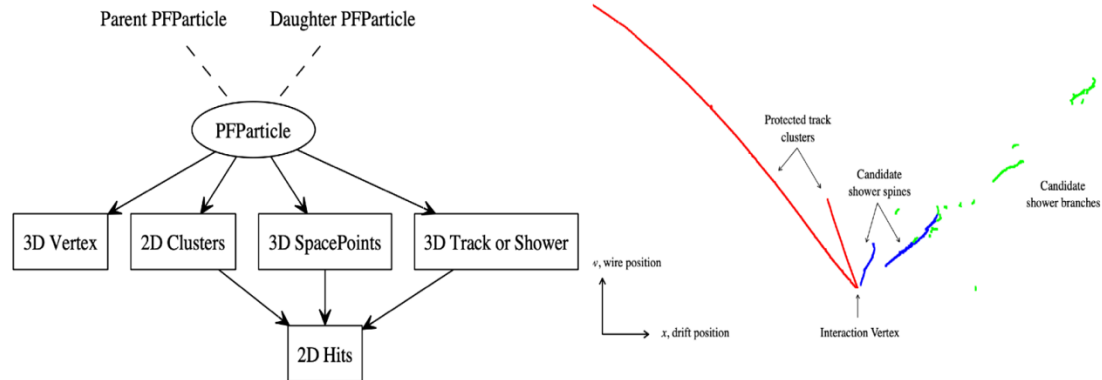 Parent PFParticle
Daughter PFParticle
PFParticle
3D Vertex
2D Clusters
3D SpacePoints
3D Track or Shower
2D Hits
Protected track
clusters
Candidate
shower spines
Candidate
shower branches
v, wire position
x, drift position
Interaction Vertex